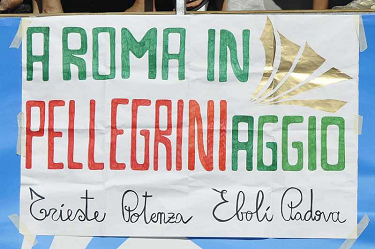 A ROMA IN
PELLEGRINIAGGIO
Trieste Potenza Eboli Padova